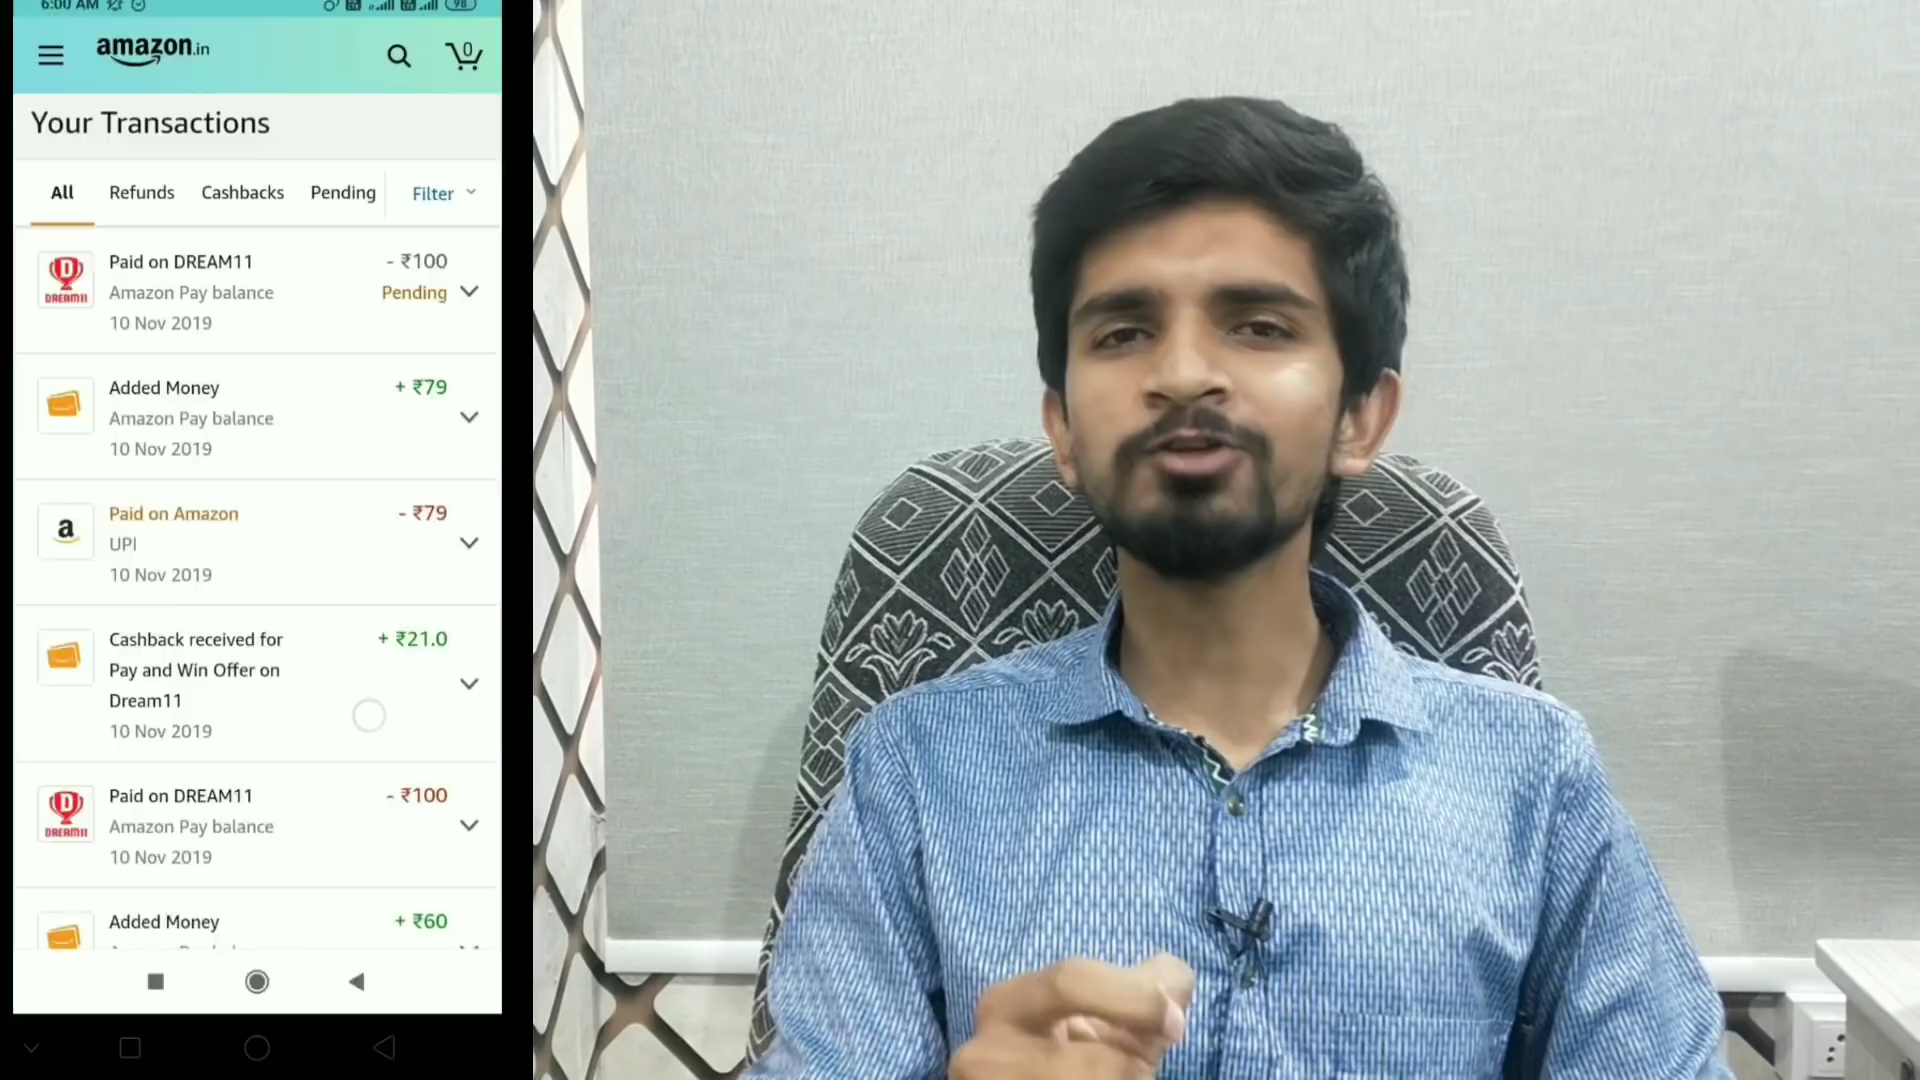 6:00 AM
98
amazon.in
0
Your Transactions
All Refunds Cashbacks Pending Filter
Paid on DREAM11 - ₹100
D
DREAM11
Amazon Pay balance Pending
10 Nov 2019
Added Money + ₹79
Amazon Pay balance
10 Nov 2019
a
Paid on Amazon - ₹79
UPI
10 Nov 2019
Cashback received for + ₹21.0
Pay and Win Offer on
Dream11
10 Nov 2019
Paid on DREAM11 - ₹100
D
DREAM11
Amazon Pay balance
10 Nov 2019
Added Money + ₹60